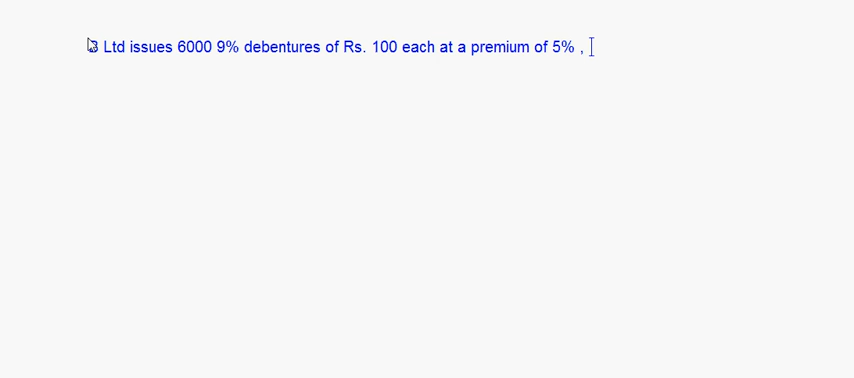 B Ltd issues 6000 9% debentures of Rs. 100 each at a premium of 5% ,